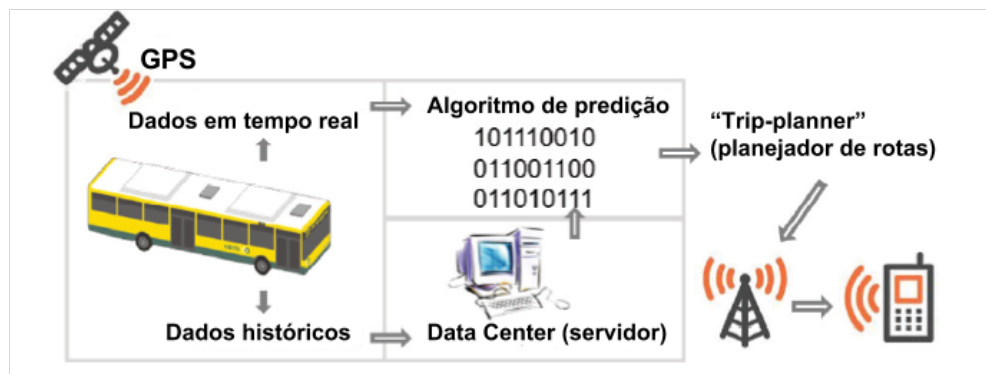 GPS
Dados em tempo real
Algoritmo de predição
101110010
011001100
011010111
“Trip-planner”
(planejador de rotas)
Dados históricos
Data Center (servidor)